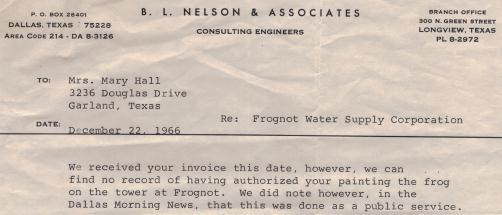 B. L. NELSON & ASSOCIATES
CONSULTING ENGINEERS
P. O. BOX 26401
DALLAS, TEXAS 75228
AREA CODE 214 - DA 8-3126
BRANCH OFFICE
300 N. GREEN STREET
LONGVIEW, TEXAS
PL 8-2972
TO: Mrs. Mary Hall
3236 Douglas Drive
Garland, Texas
Re: Frognot Water Supply Corporation
DATE: December 22, 1966
We received your invoice this date, however, we can
find no record of having authorized your painting the frog
on the tower at Frognot. We did note however, in the
Dallas Morning News, that this was done as a public service.